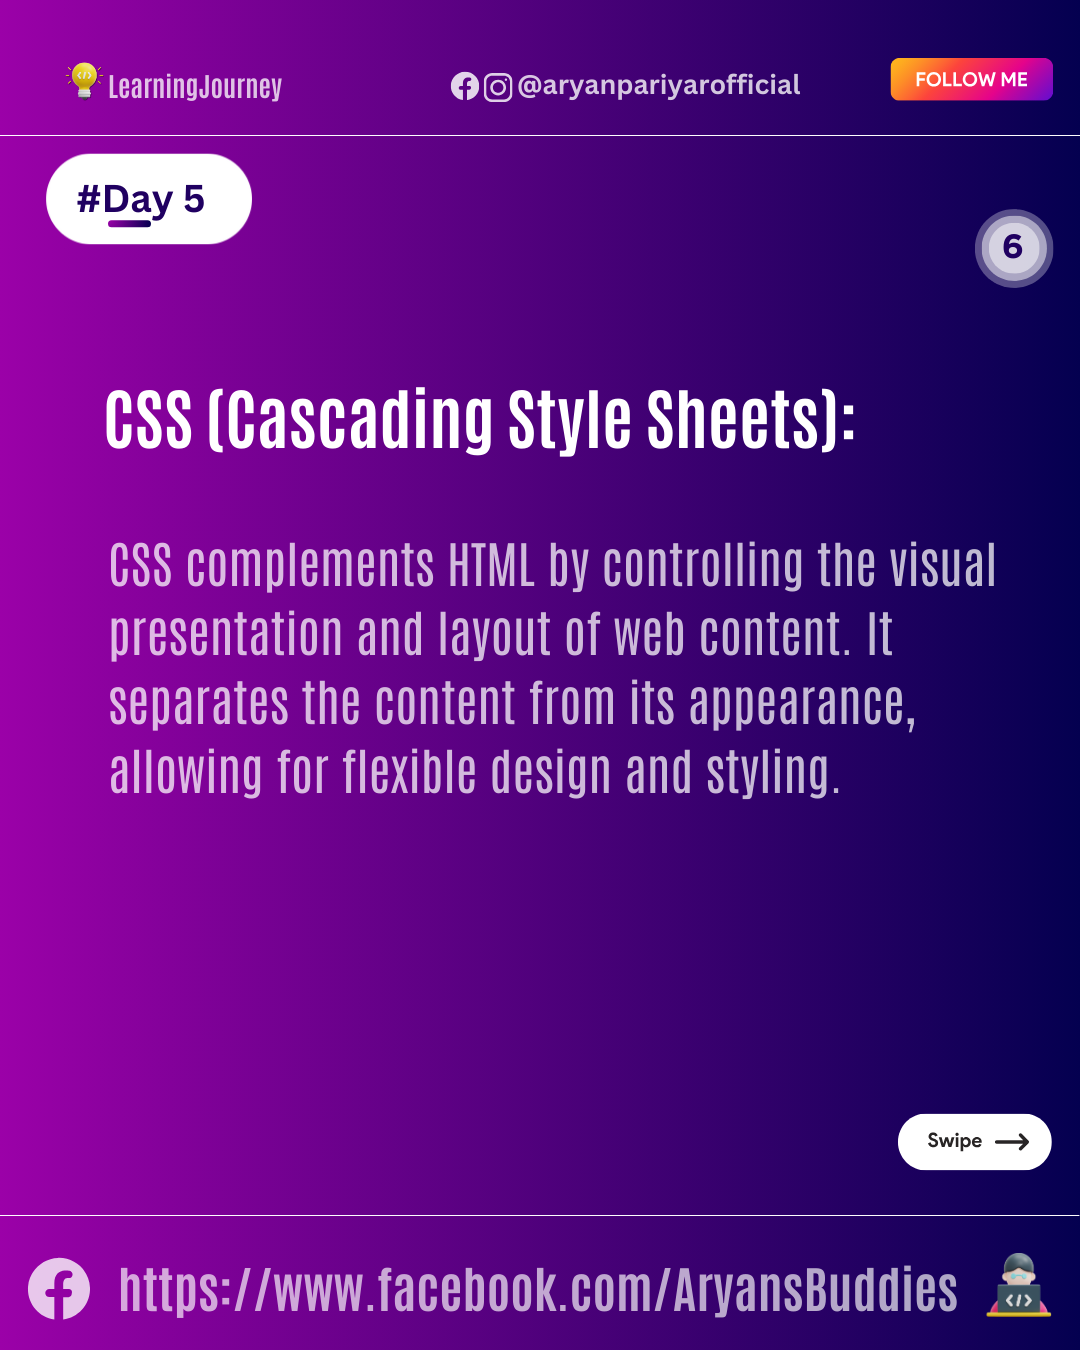 LearningJourney
@aryanpariyarofficial
FOLLOW ME
#Day 5
6
CSS (Cascading Style Sheets):
CSS complements HTML by controlling the visual
presentation and layout of web content. It
separates the content from its appearance,
allowing for flexible design and styling.
Swipe
https://www.facebook.com/AryansBuddies